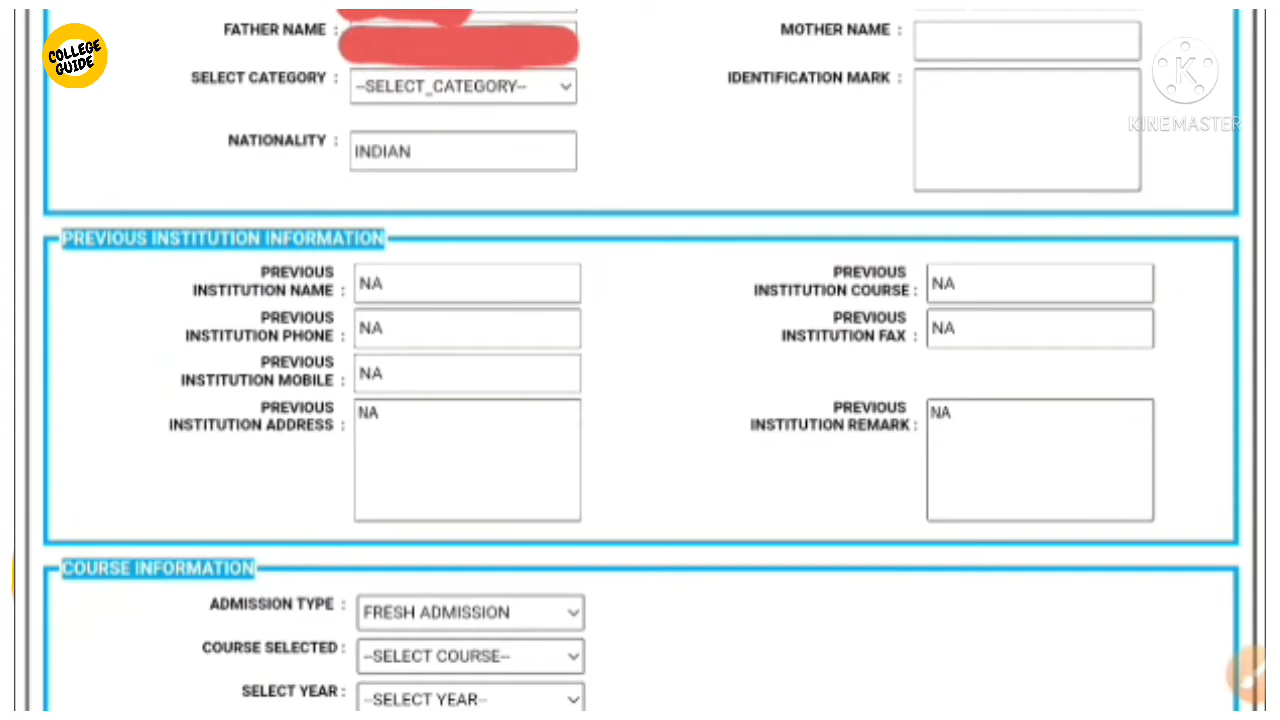 COLLEGE
GUIDE
FATHER NAME :
MOTHER NAME :
SELECT CATEGORY : --SELECT_CATEGORY--
IDENTIFICATION MARK :
KINEMASTER
NATIONALITY : INDIAN
PREVIOUS INSTITUTION INFORMATION
PREVIOUS
INSTITUTION NAME : NA
PREVIOUS
INSTITUTION COURSE : NA
PREVIOUS
INSTITUTION PHONE : NA
PREVIOUS
INSTITUTION FAX : NA
PREVIOUS
INSTITUTION MOBILE : NA
PREVIOUS
INSTITUTION ADDRESS : NA
PREVIOUS
INSTITUTION REMARK : NA
COURSE INFORMATION
ADMISSION TYPE : FRESH ADMISSION
COURSE SELECTED : --SELECT COURSE--
SELECT YEAR : --SELECT YEAR--